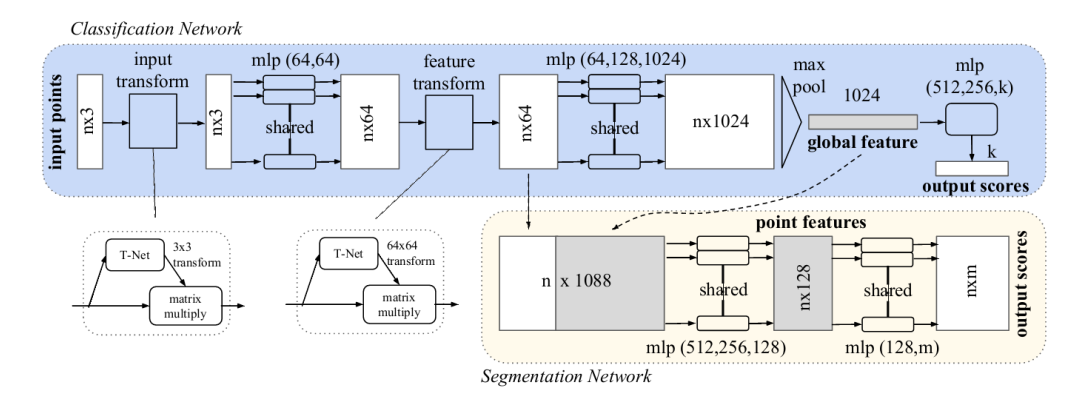 Classification Network
input points
nx3
input
transform
nx3
mlp (64,64)
shared
nx64
feature
transform
nx64
mlp (64,128,1024)
shared
nx1024
max
pool
1024
global feature
mlp
(512,256,k)
k
output scores
T-Net
3x3
transform
matrix
multiply
T-Net
64x64
transform
matrix
multiply
point features
n x 1088
shared
mlp (512,256,128)
nx128
shared
mlp (128,m)
nxm
output scores
Segmentation Network